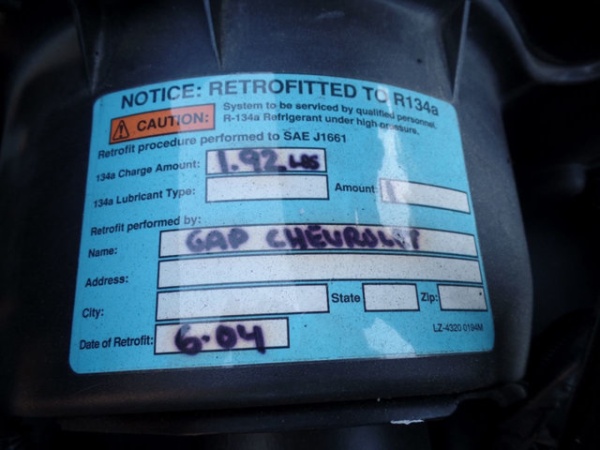 NOTICE: RETROFITTED TO R134a
CAUTION: System to be serviced by qualified personnel.
R-134a Refrigerant under high pressure.
Retrofit procedure performed to SAE J1661
134a Charge Amount: 1.92 LBS
134a Lubricant Type: Amount: 1
Retrofit performed by:
Name: GAP CHEVROLET
Address:
City: State Zip:
Date of Retrofit: 6-04
LZ-4320 0194M